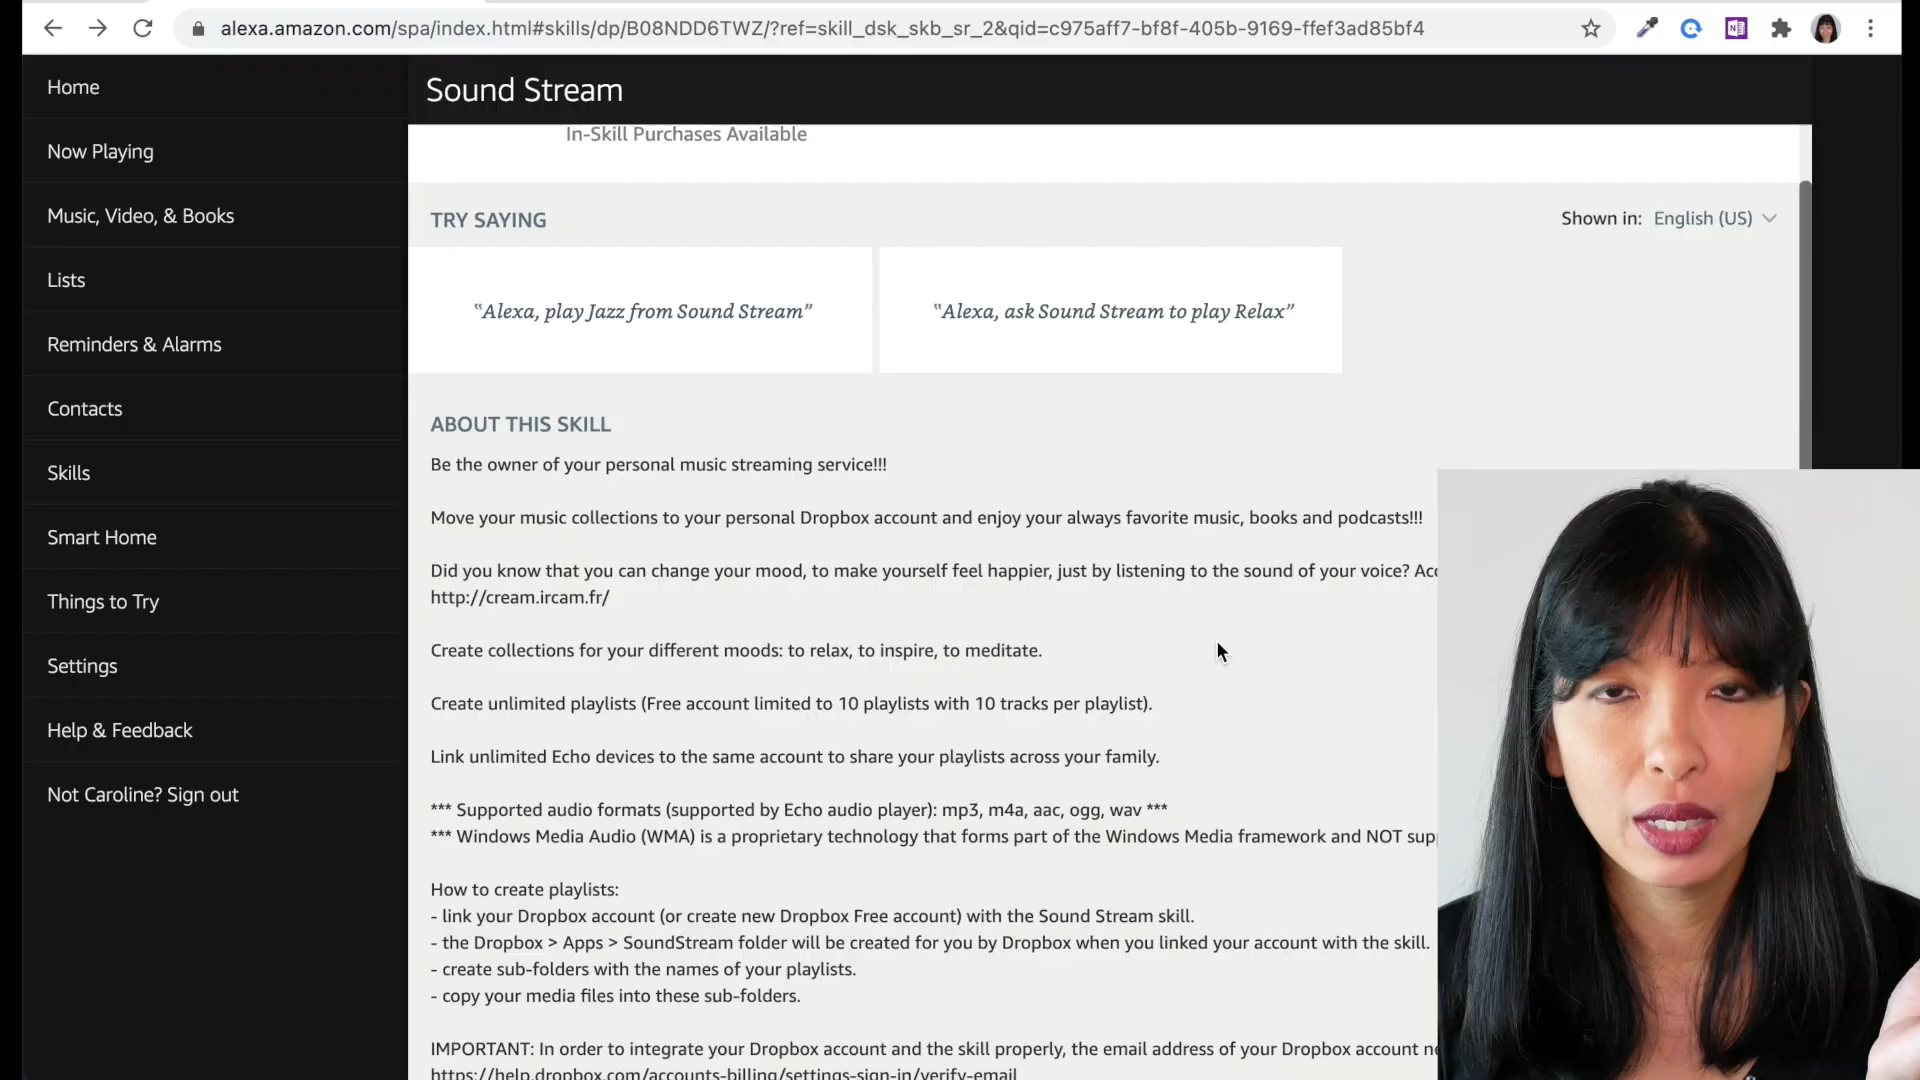 alexa.amazon.com/spa/index.html#skills/dp/B08NDD6TWZ/?ref=skill_dsk_skb_sr_2&qid=c975aff7-bf8f-405b-9169-ffef3ad85bf4
Home
Now Playing
Music, Video, & Books
Lists
Reminders & Alarms
Contacts
Skills
Smart Home
Things to Try
Settings
Help & Feedback
Not Caroline? Sign out
Sound Stream
In-Skill Purchases Available
TRY SAYING
Shown in: English (US)
"Alexa, play Jazz from Sound Stream"
"Alexa, ask Sound Stream to play Relax"
ABOUT THIS SKILL
Be the owner of your personal music streaming service!!!
Move your music collections to your personal Dropbox account and enjoy your always favorite music, books and podcasts!!!
Did you know that you can change your mood, to make yourself feel happier, just by listening to the sound of your voice?
http://cream.ircam.fr/
Create collections for your different moods: to relax, to inspire, to meditate.
Create unlimited playlists (Free account limited to 10 playlists with 10 tracks per playlist).
Link unlimited Echo devices to the same account to share your playlists across your family.
*** Supported audio formats (supported by Echo audio player): mp3, m4a, aac, ogg, wav ***
*** Windows Media Audio (WMA) is a proprietary technology that forms part of the Windows Media framework and NOT
How to create playlists:
- link your Dropbox account (or create new Dropbox Free account) with the Sound Stream skill.
- the Dropbox > Apps > SoundStream folder will be created for you by Dropbox when you linked your account with the skill.
- create sub-folders with the names of your playlists.
- copy your media files into these sub-folders.
IMPORTANT: In order to integrate your Dropbox account and the skill properly, the email address of your Dropbox account
https://help.dropbox.com/accounts-billing/settings-sign-in/verify-email